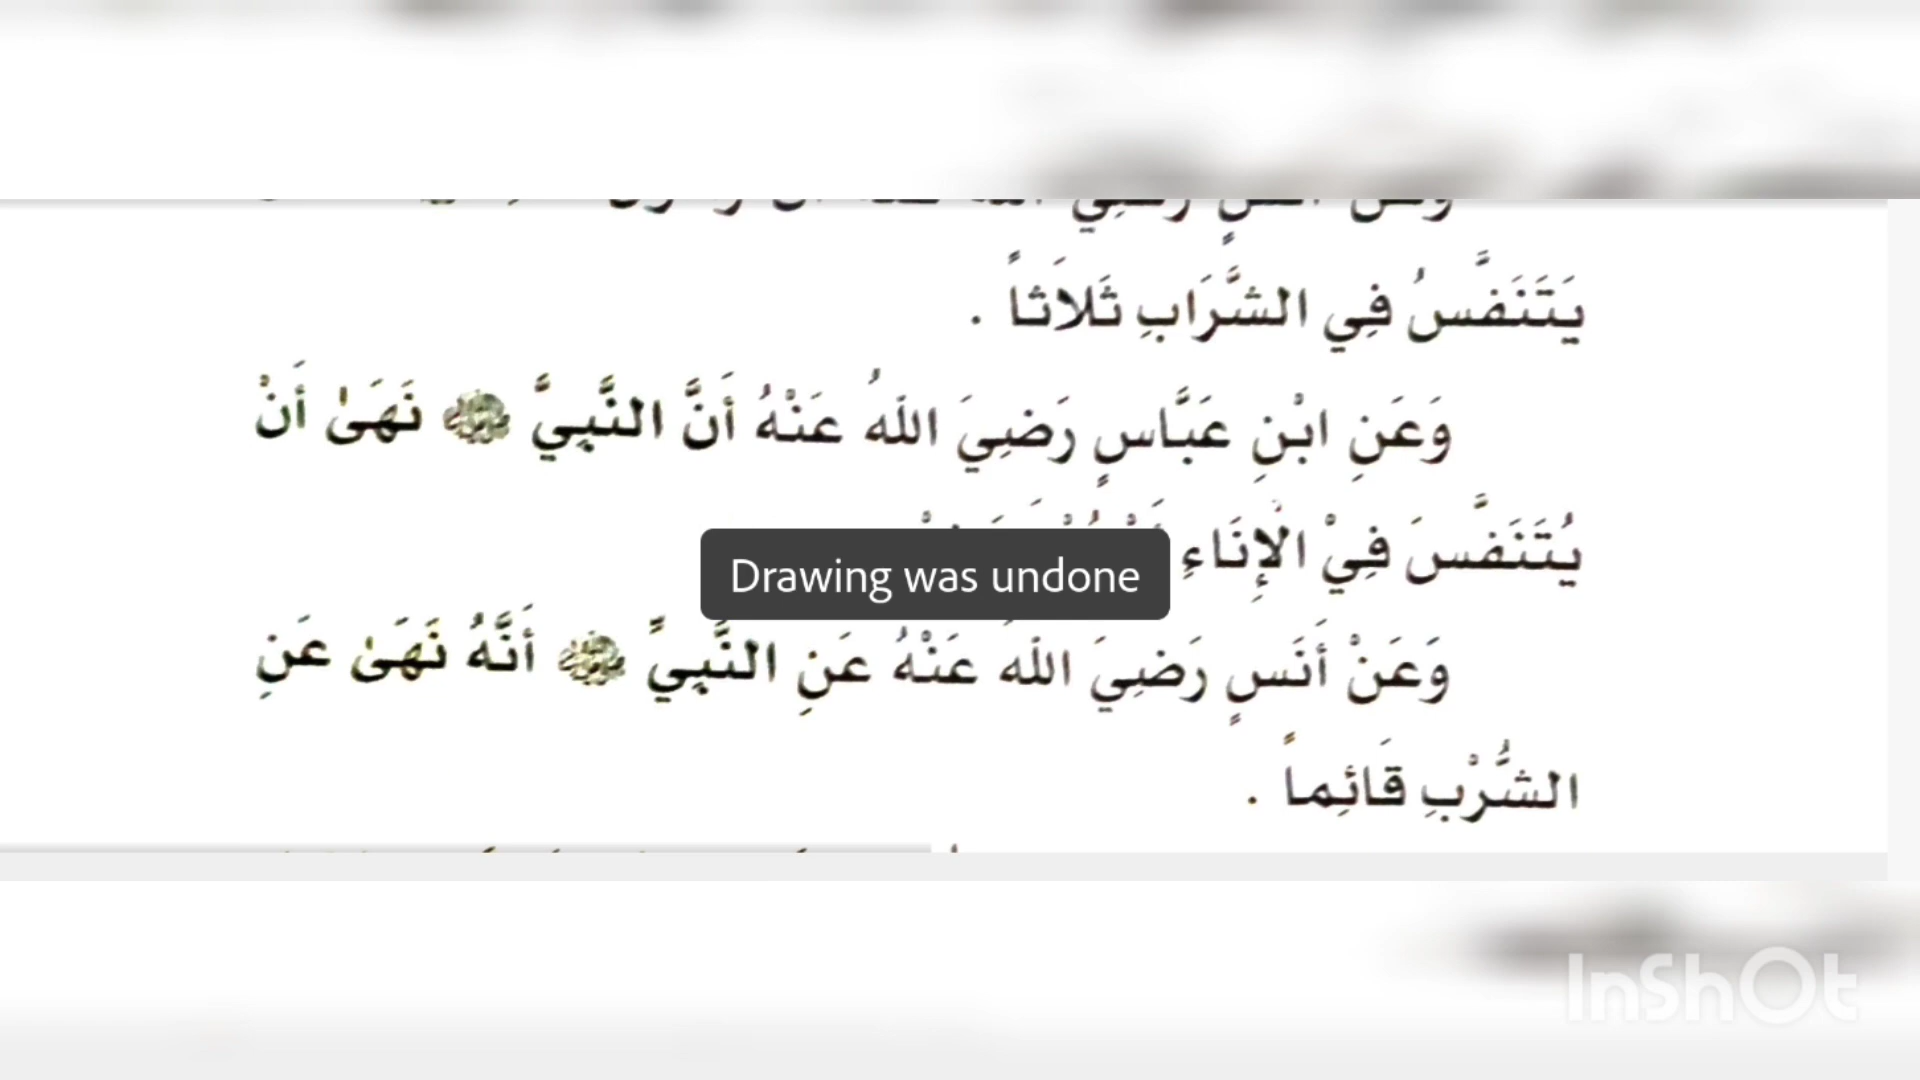 يَتَنَفَّسُ فِي الشَّرَابِ ثَلَاثاً .
وَعَنِ ابْنِ عَبَّاسٍ رَضِيَ اللهُ عَنْهُ أَنَّ النَّبِيَّ ﷺ نَهَىٰ أَنْ
يُتَنَفَّسَ فِيْ الْإِنَاءِ
Drawing was undone
وَعَنْ أَنَسٍ رَضِيَ اللهَ عَنْهُ عَنِ النَّبِيِّ ﷺ أَنَّهُ نَهَىٰ عَنِ
الشُّرْبِ قَائِماً .
InShOt